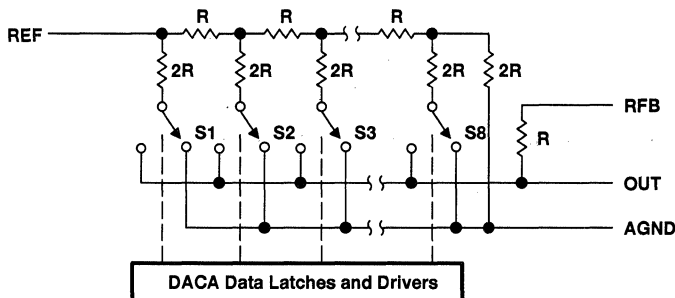 R R R
REF
2R 2R 2R 2R 2R
RFB
S1 S2 S3 S8 R
OUT
AGND
DACA Data Latches and Drivers